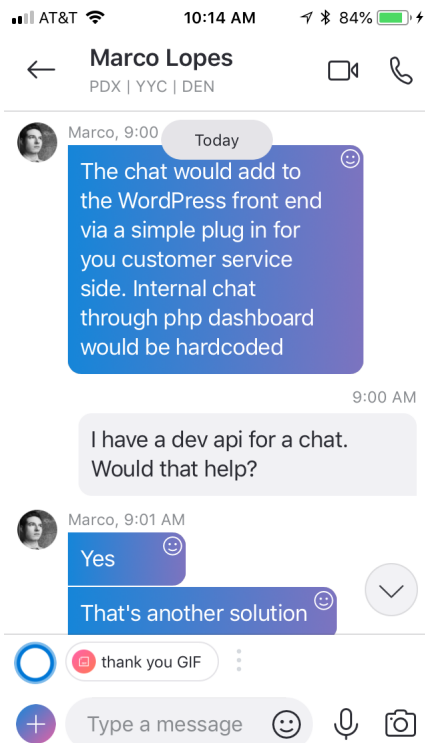 AT&T 10:14 AM 84%
Marco Lopes
PDX | YYC | DEN
Marco, 9:00
Today
The chat would add to
the WordPress front end
via a simple plug in for
you customer service
side. Internal chat
through php dashboard
would be hardcoded
9:00 AM
I have a dev api for a chat.
Would that help?
Marco, 9:01 AM
Yes
That's another solution
thank you GIF
Type a message